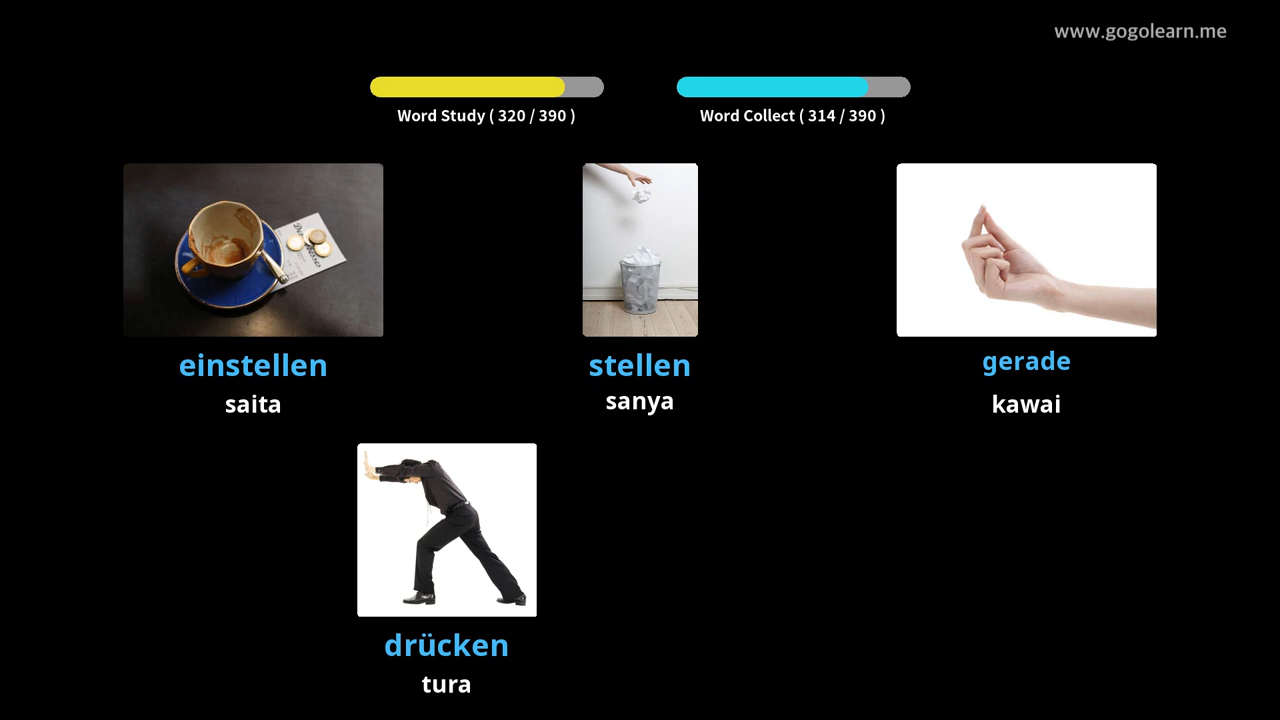 www.gogolearn.me
Word Study ( 320 / 390 )
Word Collect ( 314 / 390 )
einstellen
saita
stellen
sanya
gerade
kawai
drücken
tura